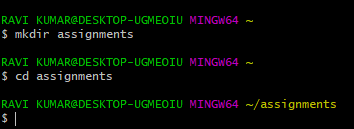 RAVI KUMAR@DESKTOP-UGMEOIU MINGW64 ~
$ mkdir assignments
RAVI KUMAR@DESKTOP-UGMEOIU MINGW64 ~
$ cd assignments
RAVI KUMAR@DESKTOP-UGMEOIU MINGW64 ~/assignments
$